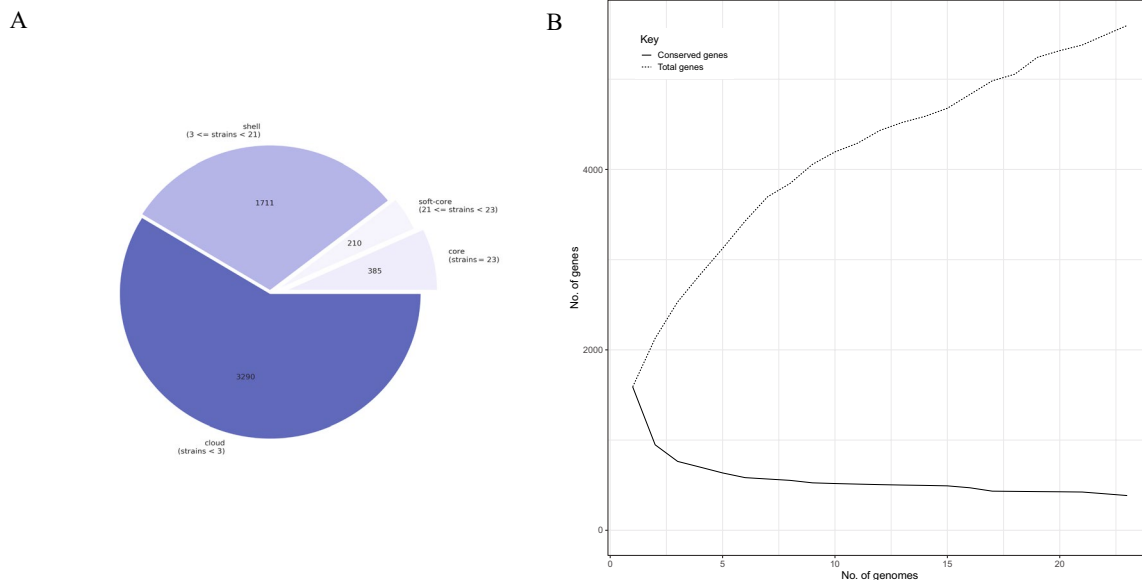 A
shell
(3 <= strains < 21)
1711
soft-core
(21 <= strains < 23)
210
core
(strains = 23)
385
3290
cloud
(strains < 3)
B
Key
Conserved genes
Total genes
No. of genes
4000
2000
0
0
5
10
15
20
No. of genomes